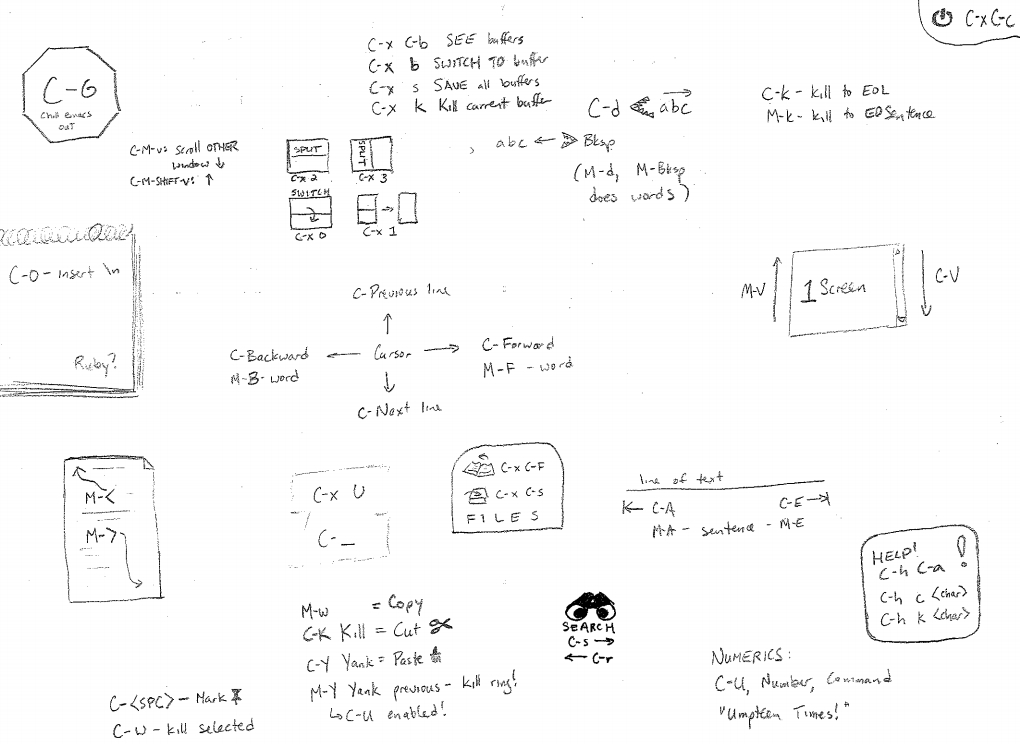 C-x C-c
C-G
Chill emacs
OUT
C-x C-b SEE buffers
C-x b SWITCH TO buffer
C-x s SAVE all buffers
C-x k Kill current buffer
C-d abc
abc Bksp
(M-d, M-Bksp
does words)
C-k - kill to EOL
M-k - kill to EOSentence
C-M-v: Scroll OTHER
window ↓
C-M-SHIFT-V: ↑
SPLIT
C-x 2
SPLIT
C-x 3
SWITCH
C-x 0
C-x 1
C-O - insert \n
Ruby?
C-Previous line
C-Backward ← Cursor → C-Forward
M-B-word
M-F - word
C-Next line
M-V
1 Screen
C-V
M-<
M->
C-x U
C-_
C-x C-F
C-x C-s
FILES
line of text
C-A
C-E
M-A - sentence - M-E
HELP!
C-h C-a
C-h c <char>
C-h k <char>
M-w = Copy
C-K Kill = Cut
C-Y Yank = Paste
M-Y Yank previous - kill ring!
↳C-U enabled!
SEARCH
C-s →
← C-r
NUMERICS:
C-U, Number, Command
"Umpteen Times!"
C-<SPC> - Mark
C-W - kill selected